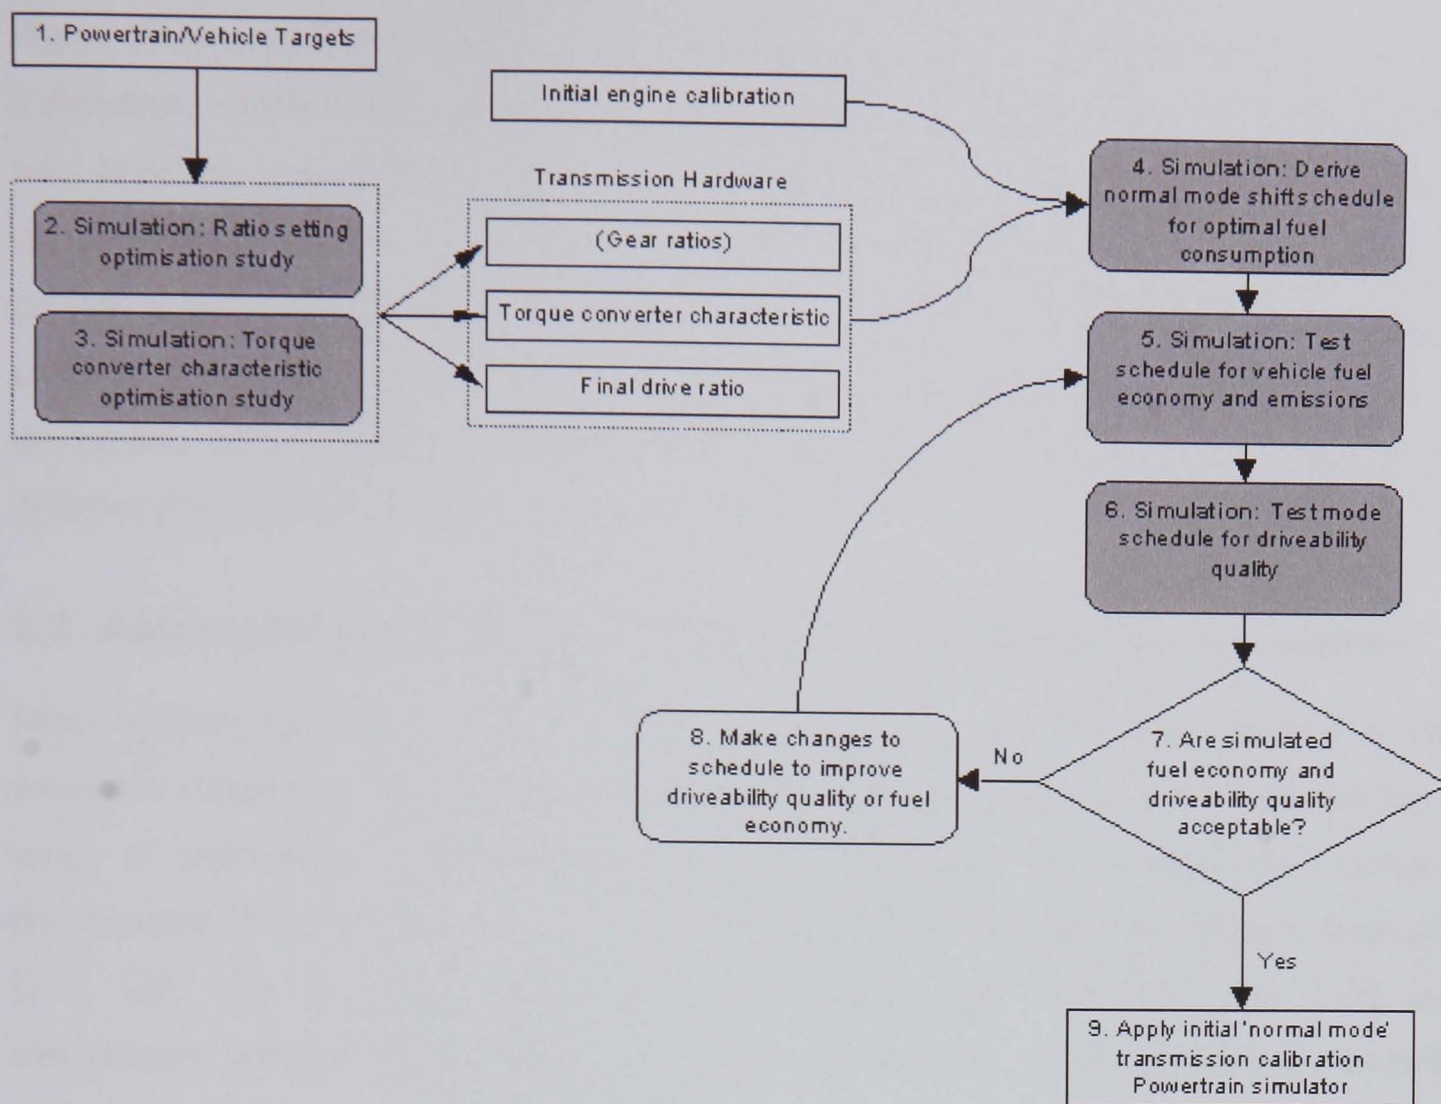 1. Powertrain/Vehicle Targets
Initial engine calibration
Transmission Hardware
2. Simulation: Ratio setting
optimisation study
3. Simulation: Torque
converter characteristic
optimisation study
(Gear ratios)
Torque converter characteristic
Final drive ratio
4. Simulation: Derive
normal mode shift schedule
for optimal fuel
consumption
5. Simulation: Test
schedule for vehicle fuel
economy and emissions
6. Simulation: Test mode
schedule for driveability
quality
7. Are simulated
fuel economy and
driveability quality
acceptable?
No
8. Make changes to
schedule to improve
driveability quality or fuel
economy.
Yes
9. Apply initial 'normal mode'
transmission calibration
Powertrain simulator